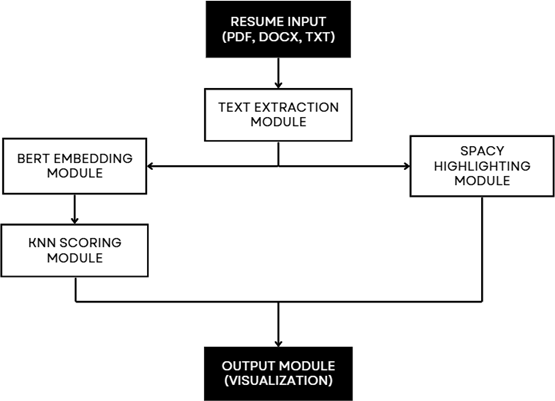 RESUME INPUT
(PDF, DOCX, TXT)
TEXT EXTRACTION
MODULE
BERT EMBEDDING
MODULE
SPACY
HIGHLIGHTING
MODULE
KNN SCORING
MODULE
OUTPUT MODULE
(VISUALIZATION)